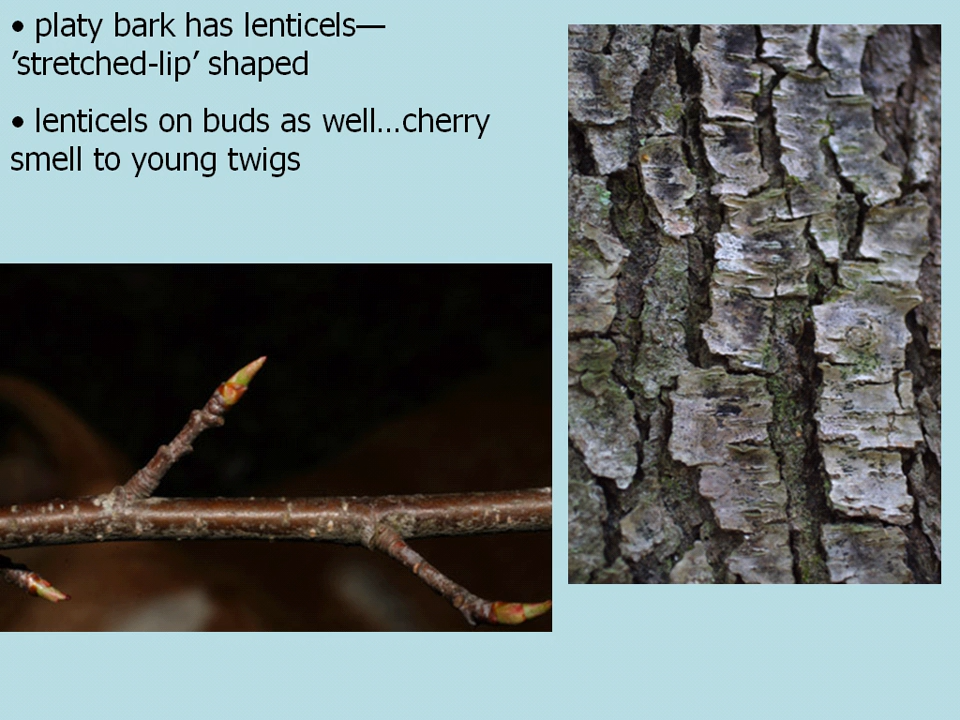 • platy bark has lenticels—
’stretched-lip’ shaped
• lenticels on buds as well…cherry
smell to young twigs